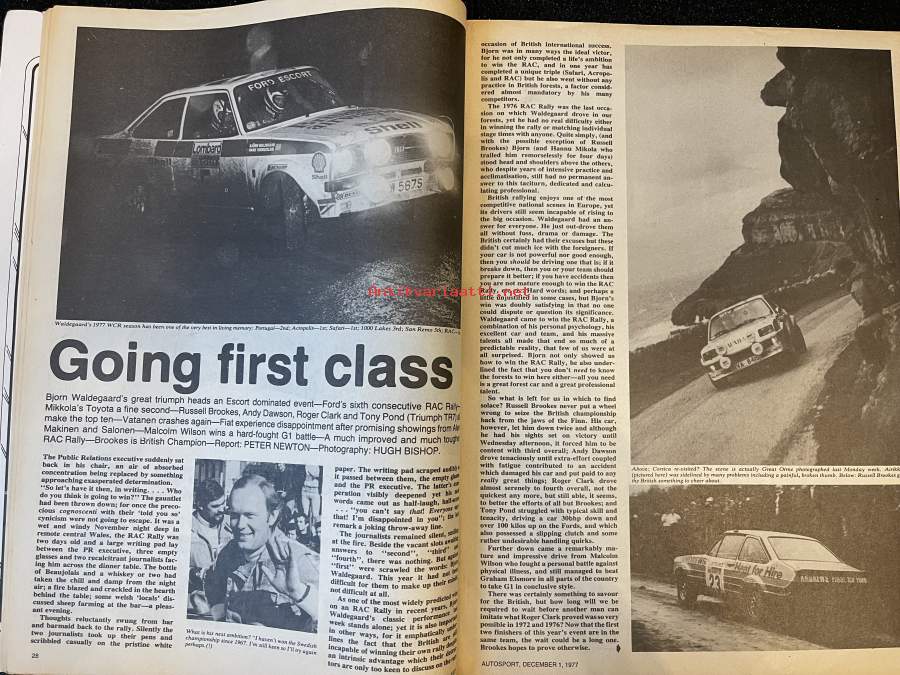 FORD ESCORT
Lombard
Shell
Shell
W 567S
Waldegaard's 1977 WCR season has been one of the very best in living memory: Portugal—2nd; Acropolis—1st; Safari—1st; 1000 Lakes 3rd; San Remo 5th; RAC—
Going first class
Bjorn Waldegaard's great triumph heads an Escort dominated event—Ford's sixth consecutive RAC Rally—
Mikkola's Toyota a fine second—Russell Brookes, Andy Dawson, Roger Clark and Tony Pond (Triumph TR7) al
make the top ten—Vatanen crashes again—Fiat experience disappointment after promising showings from Alen
Makinen and Salonen—Malcolm Wilson wins a hard-fought G1 battle—A much improved and much tougher
RAC Rally—Brookes is British Champion—Report: PETER NEWTON—Photography: HUGH BISHOP.
The Public Relations executive suddenly sat
back in his chair, an air of absorbed
concentration being replaced by something
approaching exasperated determination.
"So let's have it then, in writing. . . . Who
do you think is going to win?" The gauntlet
had been thrown down; for once the preco-
cious cognoscenti with their 'told you so'
cynicism were not going to escape. It was a
wet and windy November night deep in
remote central Wales, the RAC Rally was
two days old and a large writing pad lay
between the PR executive, three empty
glasses and two recalcitrant journalists fac-
ing him across the dinner table. The bottle
of Beaujolais and a whiskey or two had
taken the chill and damp from the night
air; a fire blazed and crackled in the hearth
behind the table; some welsh 'locals' dis-
cussed sheep farming at the bar—a pleas-
ant evening.
Thoughts reluctantly swung from bar
and barmaid back to the rally. Silently the
two journalists took up their pens and
scribbled casually on the pristine white
What is his next ambition? "I haven't won the Swedish
championship since 1967. I'm still keen so I'll try again
perhaps.(!)
paper. The writing pad scraped audibly a
it passed between them, the empty gla
to the PR executive. The latter's exa
peration visibly deepened yet his ne
words came out as half-laugh, half-
. . . "you can't say that! Everyone
that! I'm disappointed in you"; its
remark a joking throw-away line.
The journalists remained silent,
at the fire. Beside the vacant slots
answers to "second", "third"
"fourth", there was nothing. But
"first" were scrawled the words: Bj
Waldegaard. This year it had not
difficult for them to make up their
not difficult at all.
As one of the most widely predicted
on an RAC Rally in recent years, Bjorn
Waldegaard's classic performance
week stands alone; yet it is also
in other ways, for it emphatically
lines the fact that the British are
incapable of winning their own rally
an intrinsic advantage which their
tors are only too keen to discuss on the
28
occasion of British international success.
Bjorn was in many ways the ideal victor,
for he not only completed a life's ambition
to win the RAC, and in one year has
completed a unique triple (Safari, Acropo-
lis and RAC) but he also went without any
practice in British forests, a factor consid-
ered almost mandatory by his many
competitors.
The 1976 RAC Rally was the last occa-
sion on which Waldegaard drove in our
forests, yet he had no real difficulty either
in winning the rally or matching individual
stage times with anyone. Quite simply, (and
with the possible exception of Russell
Brookes) Bjorn (and Hannu Mikola who
trailed him remorselessly for four days)
stood head and shoulders above the others,
who despite years of intensive practice and
acclimatisation, still had no permanent an-
swer to this taciturn, dedicated and calcu-
lating professional.
British rallying enjoys one of the most
competitive national scenes in Europe, yet
its drivers still seem incapable of rising to
the big occasion. Waldegaard had an an-
swer for everyone. He just out-drove them
all without fuss, drama or damage. The
British certainly had their excuses but these
didn't cut much ice with the foreigners. If
your car is not powerful nor good enough,
then you should be driving one that is; if it
breaks down, then you or your team should
prepare it better; if you have accidents then
you are not mature enough to win the RAC
Rally, ever. Hard words; and perhaps a
little unjustified in some cases, but Bjorn's
win was doubly satisfying in that no one
could dispute or question its significance.
Waldegaard came to win the RAC Rally, a
combination of his personal psychology, his
excellent car and team, and his massive
talents all made that end so much of a
predictable reality, that few of us were at
all surprised. Bjorn not only showed us
how to win the RAC Rally, he also under-
lined the fact that you don't need to know
the forests to win here either—all you need
is a great forest car and a great professional
talent.
So what is left for us in which to find
solace? Russell Brookes never put a wheel
wrong to seize the British championship
back from the jaws of the Finn. His car,
however, let him down twice and although
he had his sights set on victory until
Wednesday afternoon, it forced him to be
content with third overall; Andy Dawson
drove tenaciously until extra-effort coupled
with fatigue contributed to an accident
which damaged his car and put paid to any
really great things; Roger Clark drove
almost serenely to fourth overall, not the
quickest any more, but still able, it seems,
to better the efforts of all but Brookes; and
Tony Pond struggled with typical skill and
tenacity, driving a car 30bhp down and
over 100 kilos up on the Fords, and which
also possessed a slipping clutch and some
rather undesirable handling quirks.
Further down came a remarkably ma-
ture and impressive drive from Malcolm
Wilson who fought a personal battle against
physical illness, and still managed to beat
Graham Elsmore in all parts of the country
to take G1 in conclusive style.
There was certainly something to savour
for the British, but how long will we be
required to wait before another man can
imitate what Roger Clark proved was so very
possible in 1972 and 1976? Now that the first
two finishers of this year's event are in the
same team, the wait could be a long one.
Brookes hopes to prove otherwise.
AUTOSPORT, DECEMBER 1, 1977
Above: Corsica re-visited? The scene is actually Great Orme photographed last Monday week.
(pictured here) was sidelined by many problems including a painful, broken thumb. Below: Russell Brookes g
the British something to cheer about.
23
Heat for Hire
ANDREWS
Antikvariaatti.net